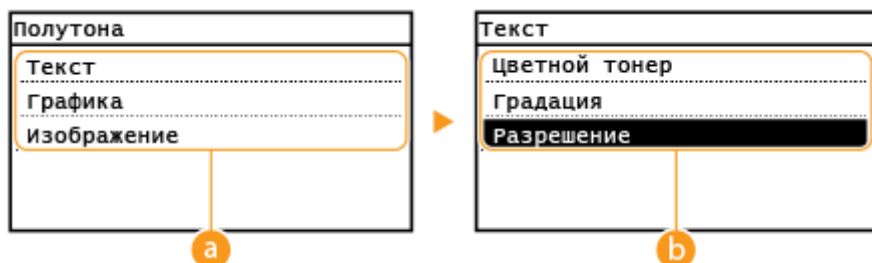 Полутона
Текст
Графика
Изображение
a
Текст
Цветной тонер
Градация
Разрешение
b